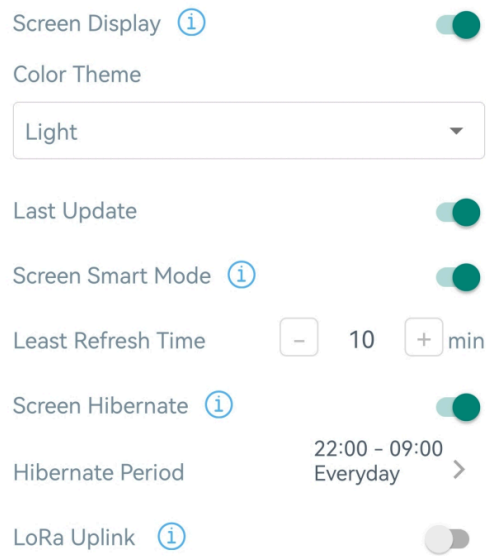 Screen Display
Color Theme
Light
Last Update
Screen Smart Mode
Least Refresh Time - 10 + min
Screen Hibernate
Hibernate Period 22:00 - 09:00
Everyday
LoRa Uplink